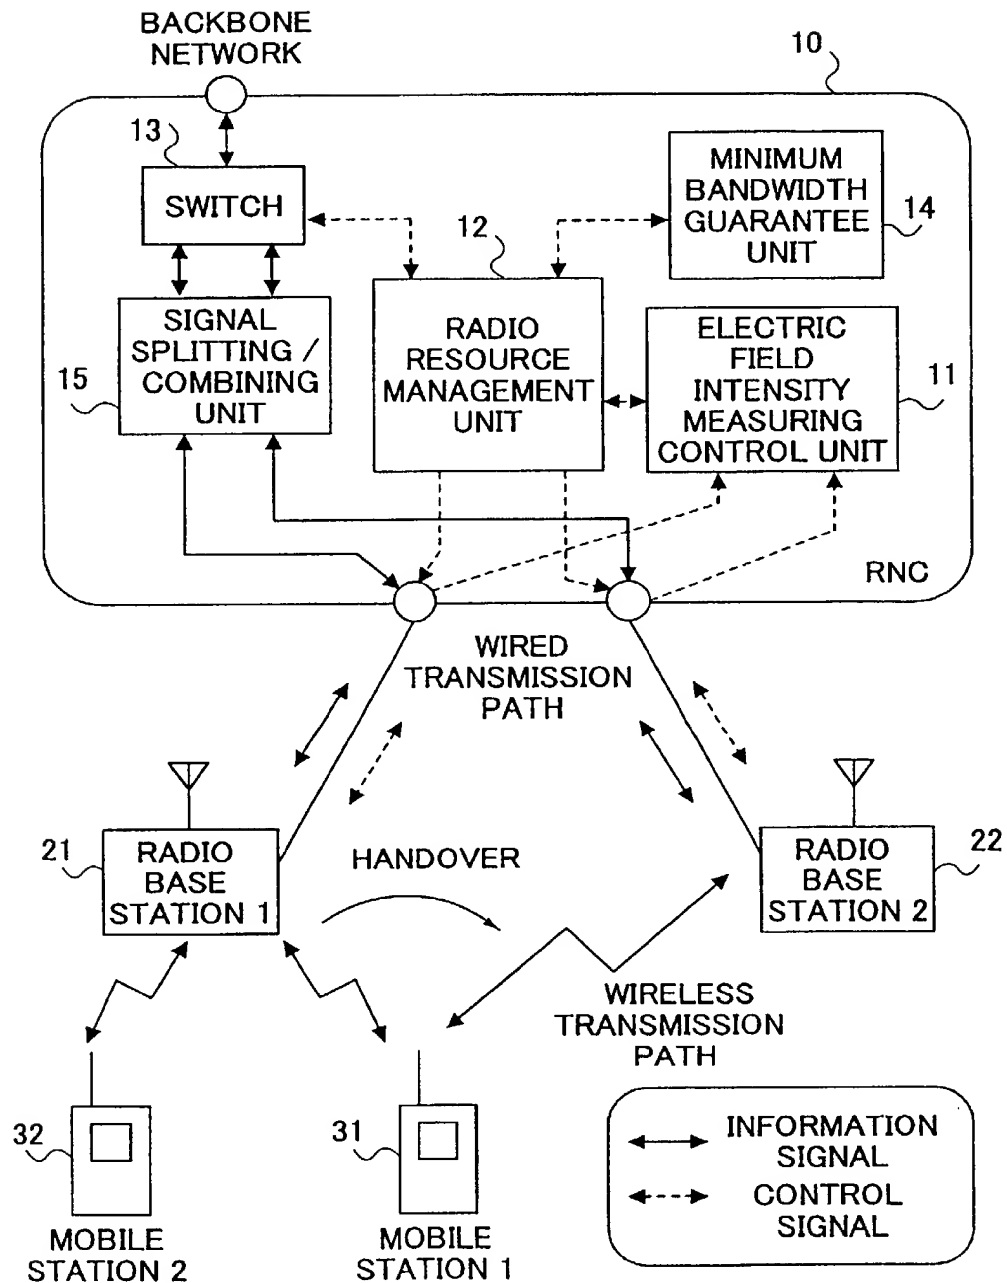 BACKBONE
NETWORK
10
13
SWITCH
MINIMUM
BANDWIDTH
GUARANTEE
UNIT
14
12
SIGNAL
SPLITTING /
COMBINING
UNIT
15
RADIO
RESOURCE
MANAGEMENT
UNIT
ELECTRIC
FIELD
INTENSITY
MEASURING
CONTROL UNIT
11
RNC
WIRED
TRANSMISSION
PATH
21
RADIO
BASE
STATION 1
HANDOVER
RADIO
BASE
STATION 2
22
WIRELESS
TRANSMISSION
PATH
32
MOBILE
STATION 2
31
MOBILE
STATION 1
INFORMATION
SIGNAL
CONTROL
SIGNAL